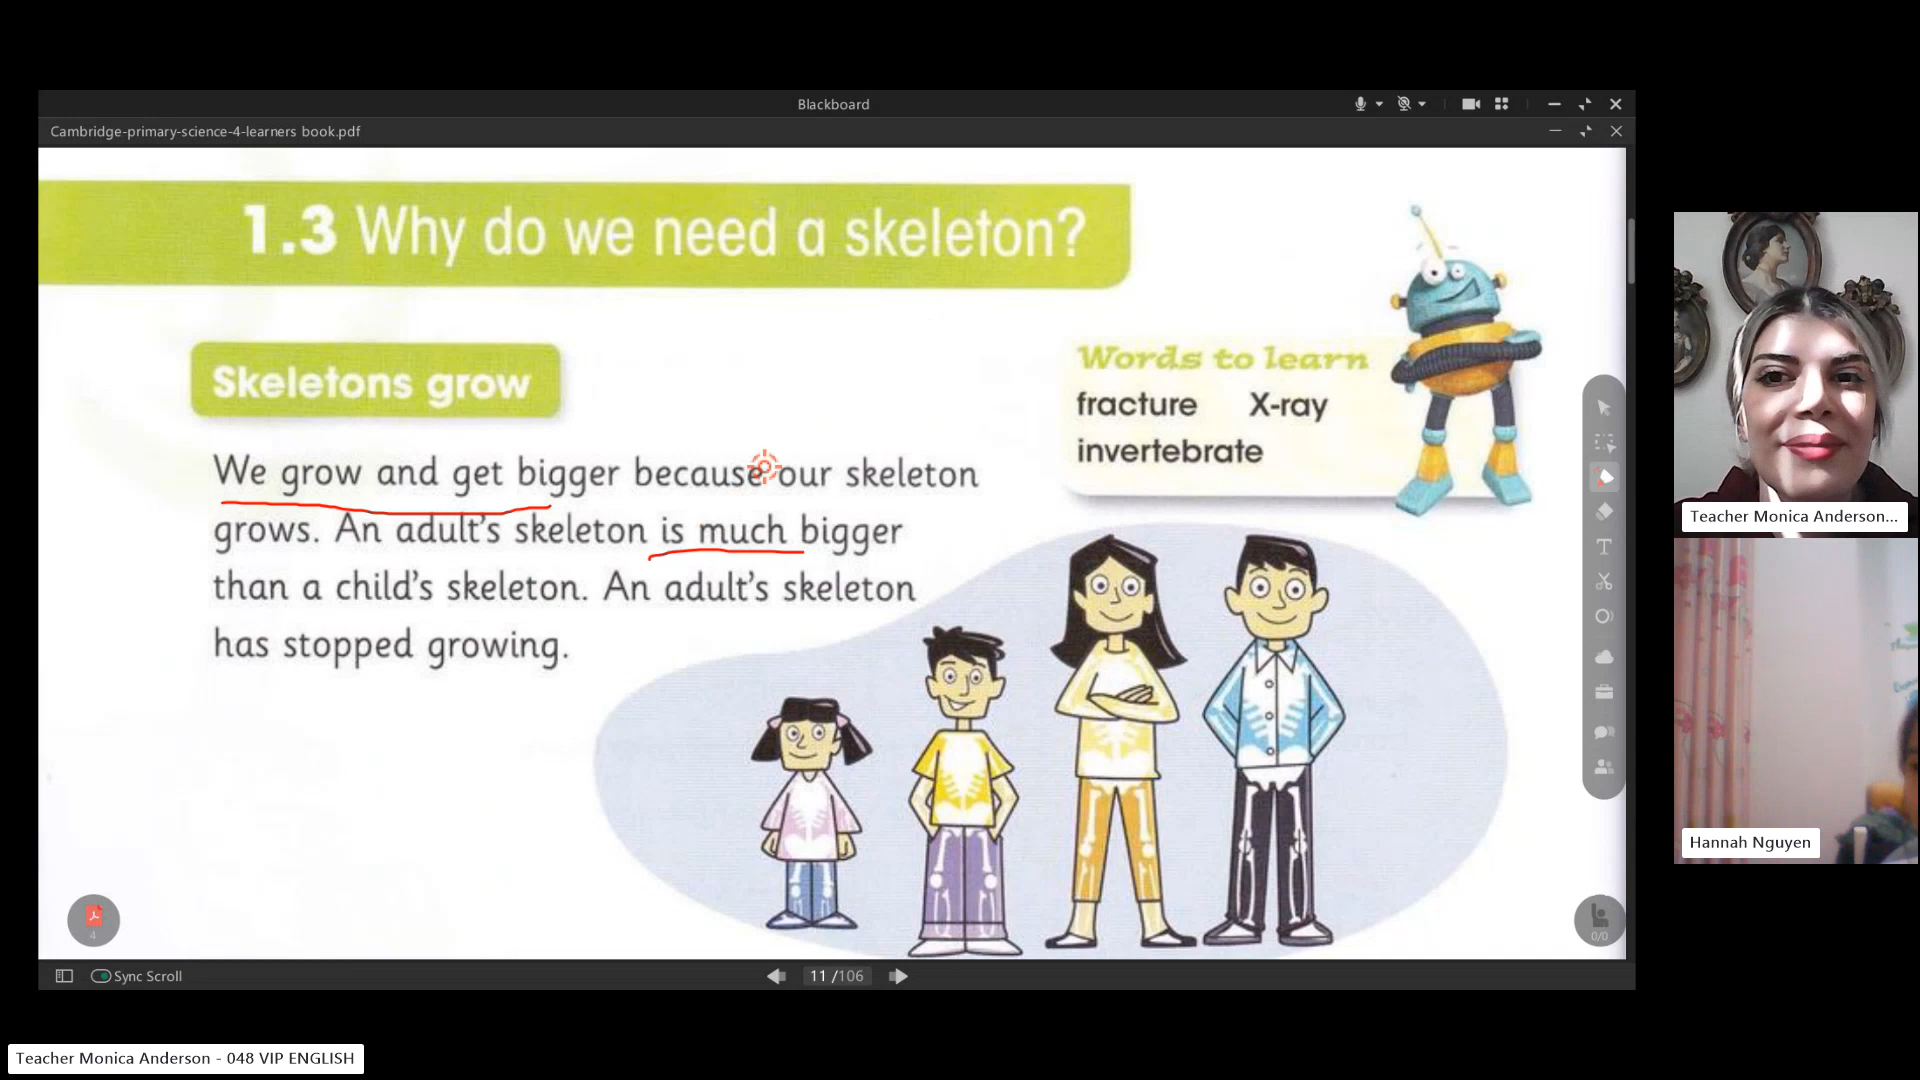 Blackboard
Cambridge-primary-science-4-learners book.pdf
1.3 Why do we need a skeleton?
Skeletons grow
We grow and get bigger because our skeleton
grows. An adult's skeleton is much bigger
than a child's skeleton. An adult's skeleton
has stopped growing.
Words to learn
fracture X-ray
invertebrate
4
0/0
Sync Scroll
11 /106
Teacher Monica Anderson...
Hannah Nguyen
Teacher Monica Anderson - 048 VIP ENGLISH